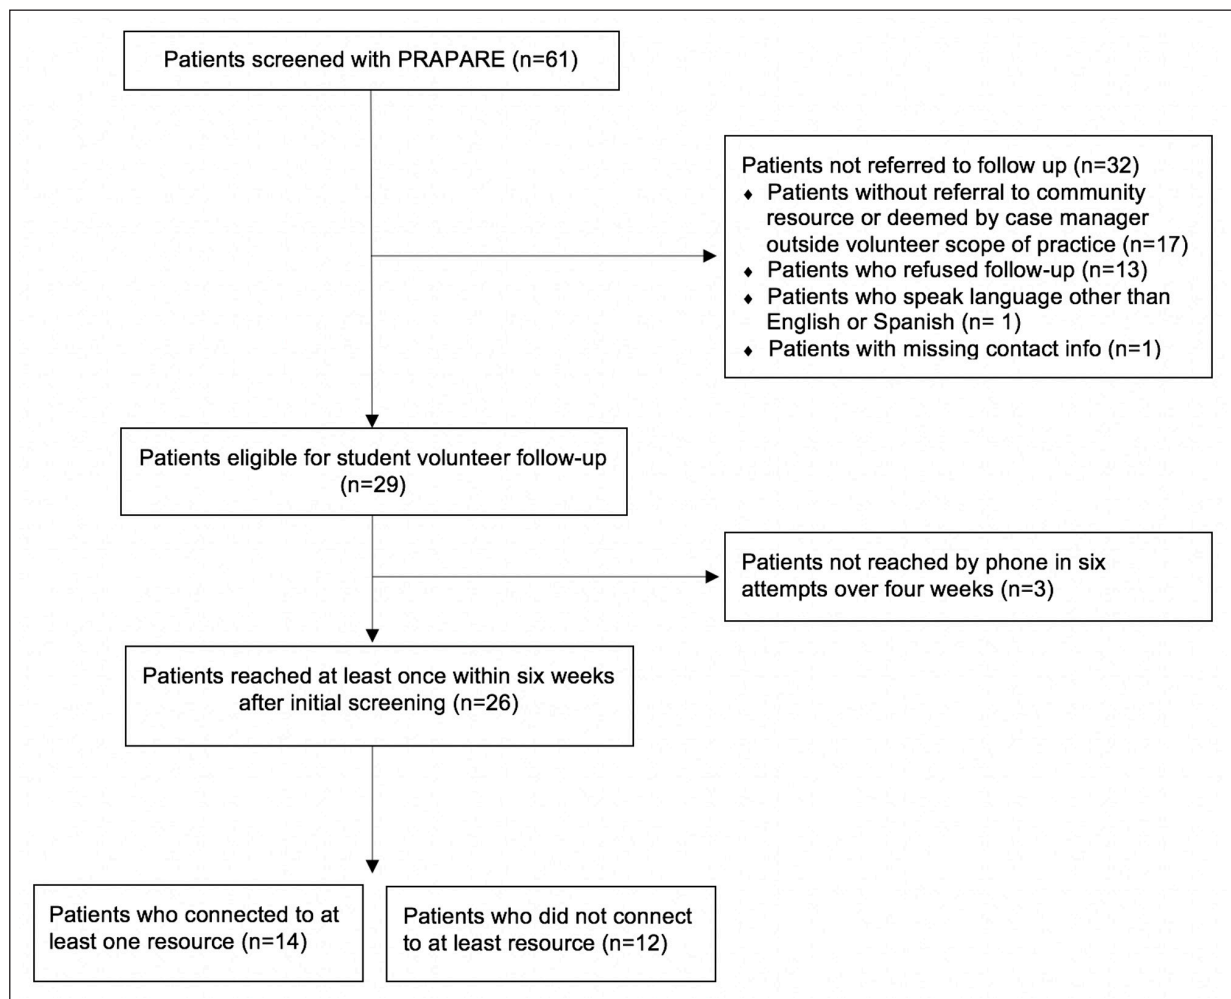 Patients screened with PRAPARE (n=61)
Patients not referred to follow up (n=32)
♦ Patients without referral to community
resource or deemed by case manager
outside volunteer scope of practice (n=17)
♦ Patients who refused follow-up (n=13)
♦ Patients who speak language other than
English or Spanish (n= 1)
♦ Patients with missing contact info (n=1)
Patients eligible for student volunteer follow-up
(n=29)
Patients not reached by phone in six
attempts over four weeks (n=3)
Patients reached at least once within six weeks
after initial screening (n=26)
Patients who connected to at
least one resource (n=14)
Patients who did not connect
to at least resource (n=12)